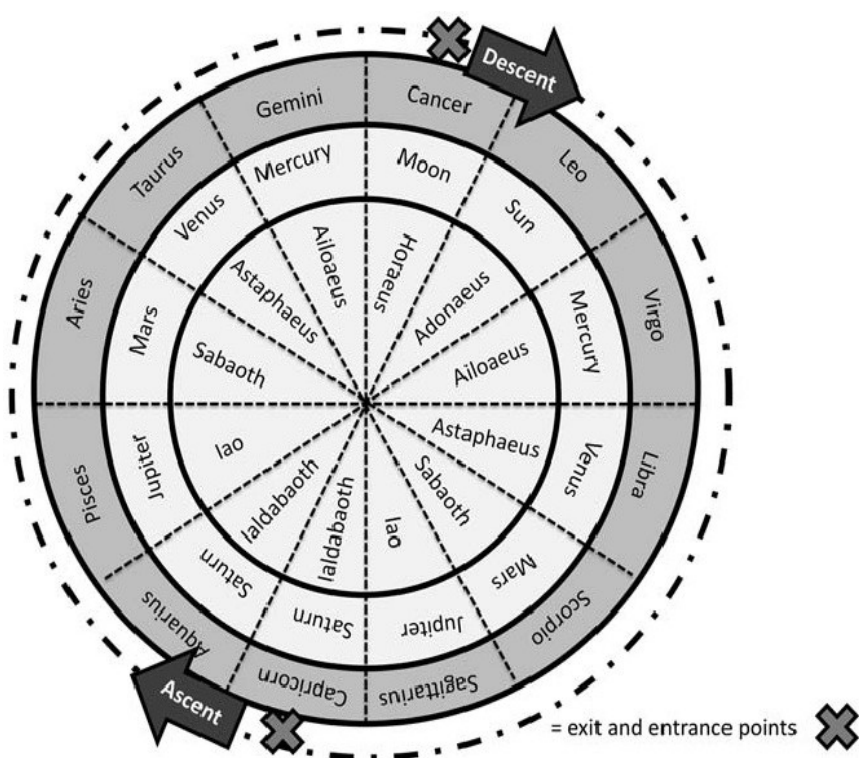 Descent
Cancer
Leo
Virgo
Libra
Scorpio
Sagittarius
Capricorn
Aquarius
Pisces
Aries
Taurus
Gemini
Moon
Sun
Mercury
Venus
Mars
Jupiter
Saturn
Saturn
Jupiter
Mars
Venus
Mercury
Horaeus
Adonaeus
Ailoaeus
Astaphaeus
Sabaoth
Iao
Ialdabaoth
Ialdabaoth
Iao
Sabaoth
Astaphaeus
Ailoaeus
Ascent
= exit and entrance points